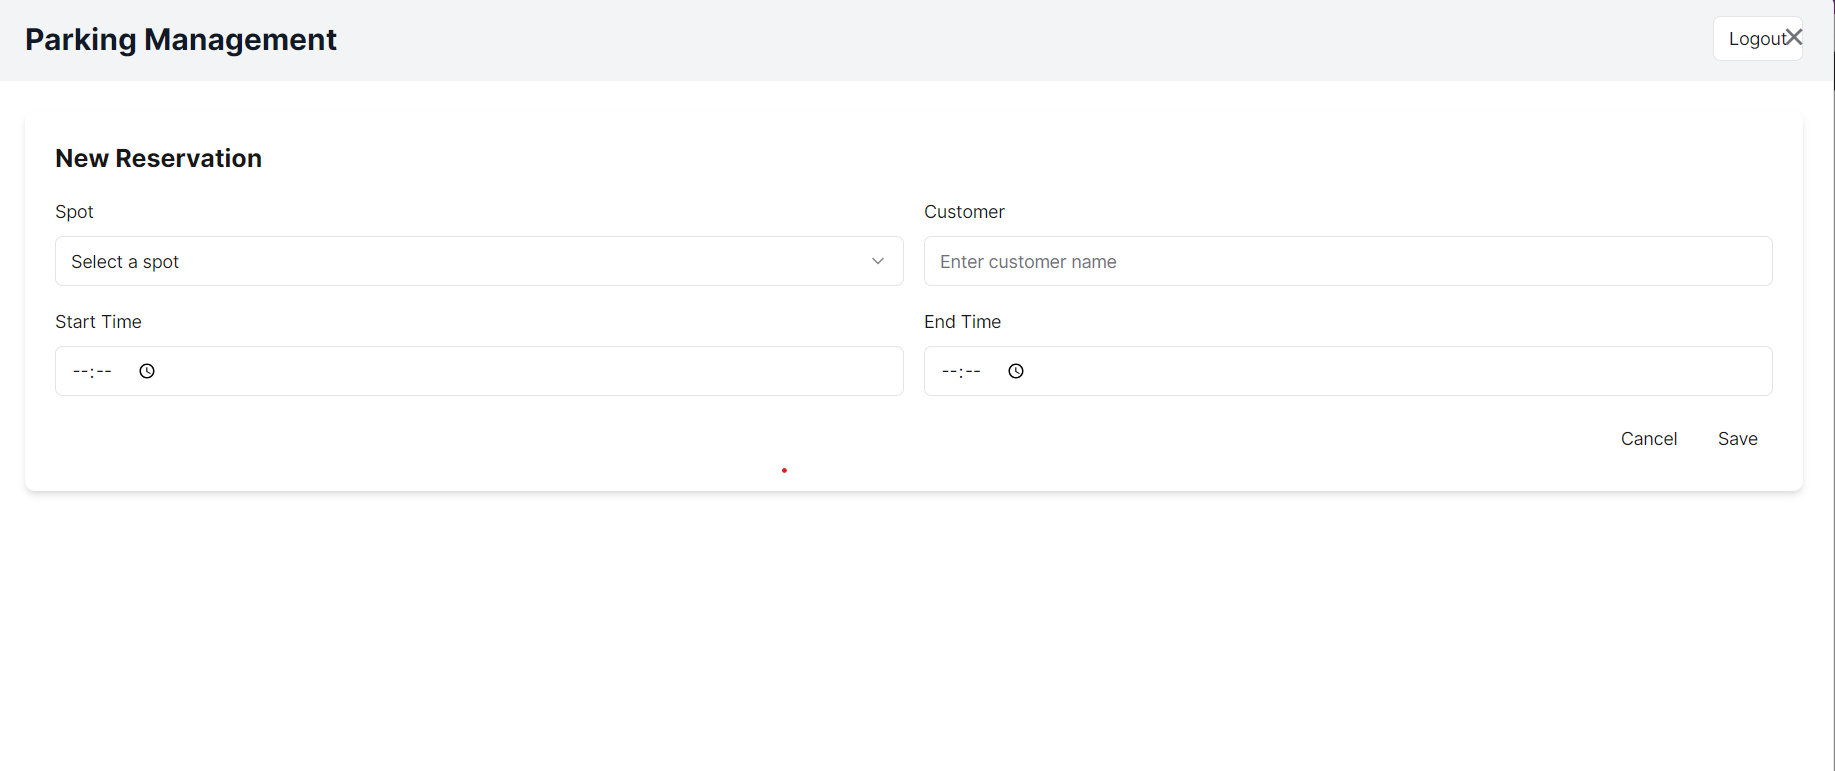 Parking Management
Logout
New Reservation
Spot
Customer
Select a spot
Enter customer name
Start Time
End Time
--:--
--:--
Cancel
Save